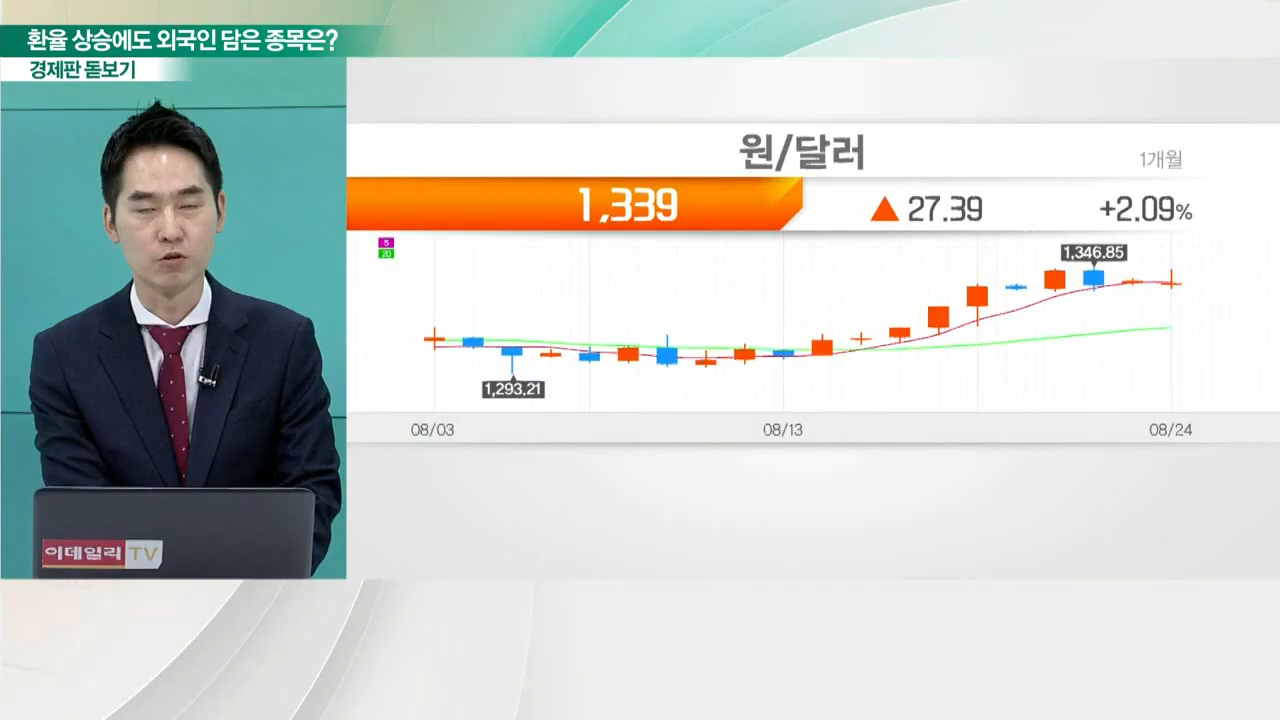 환율 상승에도 외국인 담은 종목은?
경제판 돋보기
원/달러
1개월
1,339
▲ 27.39
+2.09%
5
20
1,346.85
1,293.21
08/03
08/13
08/24
이데일리 TV